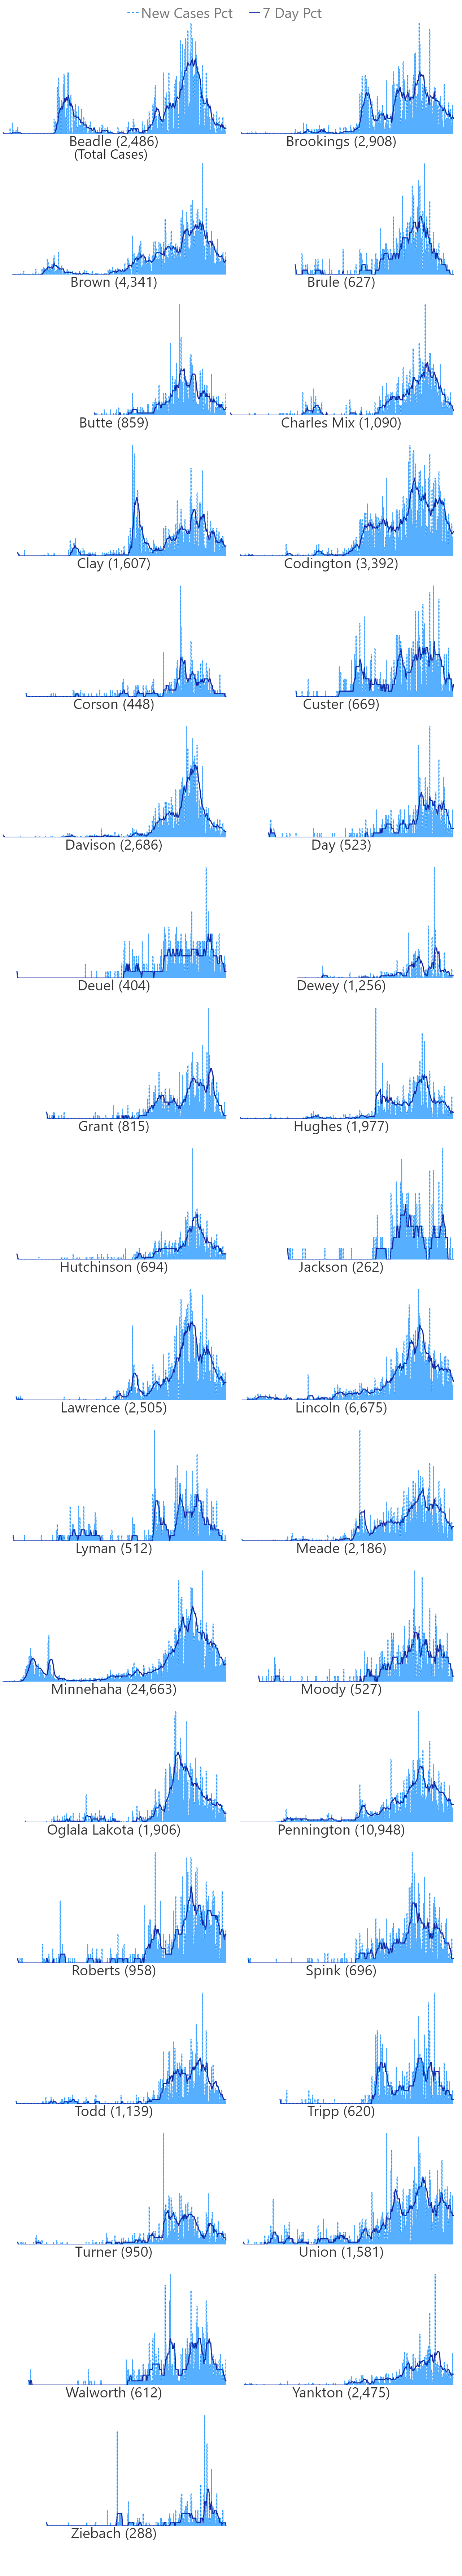 New Cases Pct 7 Day Pct
Beadle (2,486)
(Total Cases)
Brookings (2,908)
Brown (4,341)
Brule (627)
Butte (859)
Charles Mix (1,090)
Clay (1,607)
Codington (3,392)
Corson (448)
Custer (669)
Davison (2,686)
Day (523)
Deuel (404)
Dewey (1,256)
Grant (815)
Hughes (1,977)
Hutchinson (694)
Jackson (262)
Lawrence (2,505)
Lincoln (6,675)
Lyman (512)
Meade (2,186)
Minnehaha (24,663)
Moody (527)
Oglala Lakota (1,906)
Pennington (10,948)
Roberts (958)
Spink (696)
Todd (1,139)
Tripp (620)
Turner (950)
Union (1,581)
Walworth (612)
Yankton (2,475)
Ziebach (288)